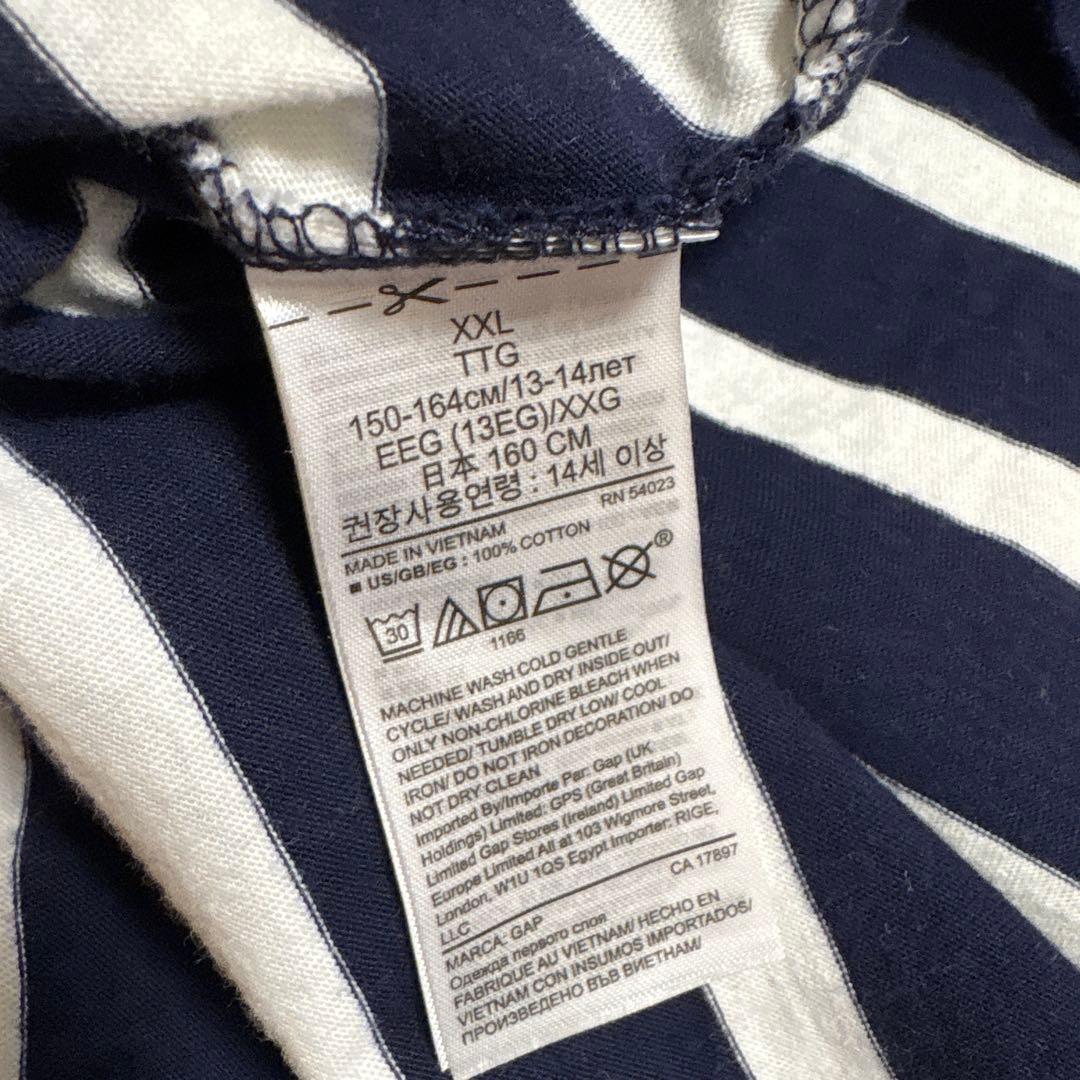 XXL
TTG
150-164см/13-14лет
EEG (13EG)/XXG
日本 160 CM
권장사용연령 : 14세 이상
RN 54023
MADE IN VIETNAM
■ US/GB/EG : 100% COTTON
30
®
1166
MACHINE WASH COLD GENTLE
CYCLE/ WASH AND DRY INSIDE OUT/
ONLY NON-CHLORINE BLEACH WHEN
NEEDED/ TUMBLE DRY LOW/ COOL
IRON/ DO NOT IRON DECORATION/ DO
NOT DRY CLEAN
Imported By/Importe Par: Gap (UK
Holdings) Limited: GPS (Great Britain)
Limited Gap Stores (Ireland) Limited Gap
Europe Limited All at 103 Wigmore Street,
London, W1U 1QS Egypt Importer: RIGE,
LLC
CA 17897
MARCA: GAP
Одежда первого слоя
FABRIQUE AU VIETNAM/ HECHO EN
VIETNAM CON INSUMOS IMPORTADOS/
ПРОИЗВЕДЕНО ВЪВ ВИЕТНАМ/